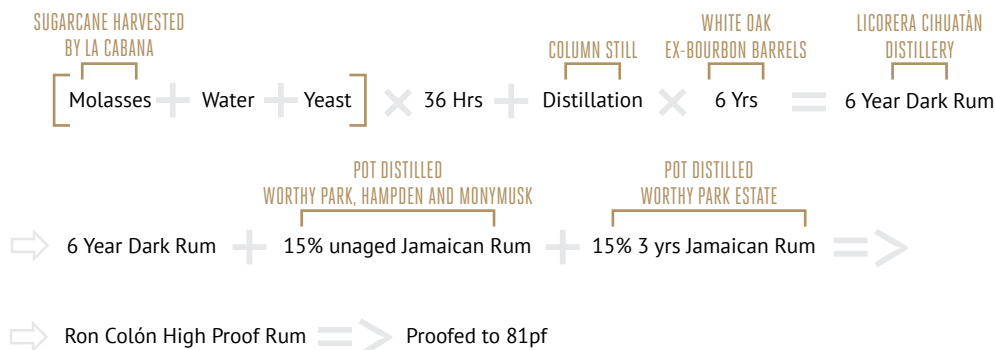 SUGARCANE HARVESTED
BY LA CABANA
COLUMN STILL
WHITE OAK
EX-BOURBON BARRELS
LICORERA CIHUATÀN
DISTILLERY
[ Molasses + Water + Yeast ] × 36 Hrs + Distillation × 6 Yrs = 6 Year Dark Rum
POT DISTILLED
WORTHY PARK, HAMPDEN AND MONYMUSK
POT DISTILLED
WORTHY PARK ESTATE
⇨ 6 Year Dark Rum + 15% unaged Jamaican Rum + 15% 3 yrs Jamaican Rum =>
⇨ Ron Colón High Proof Rum => Proofed to 81pf